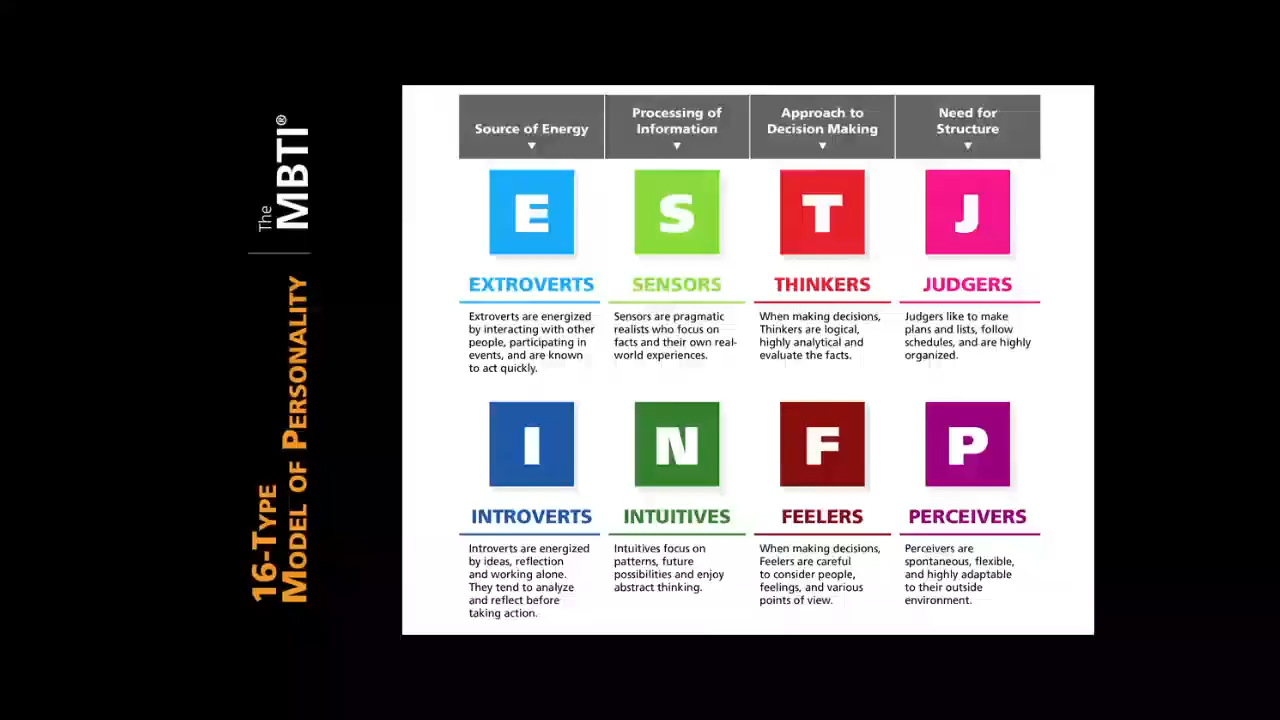 The
MBTI®
16-TYPE
MODEL OF PERSONALITY
Source of Energy
▼
Processing of
Information
▼
Approach to
Decision Making
▼
Need for
Structure
▼
E
S
T
J
EXTROVERTS
SENSORS
THINKERS
JUDGERS
Extroverts are energized
by interacting with other
people, participating in
events, and are known
to act quickly.
Sensors are pragmatic
realists who focus on
facts and their own real-
world experiences.
When making decisions,
Thinkers are logical,
highly analytical and
evaluate the facts.
Judgers like to make
plans and lists, follow
schedules, and are highly
organized.
I
N
F
P
INTROVERTS
INTUITIVES
FEELERS
PERCEIVERS
Introverts are energized
by ideas, reflection
and working alone.
They tend to analyze
and reflect before
taking action.
Intuitives focus on
patterns, future
possibilities and enjoy
abstract thinking.
When making decisions,
Feelers are careful
to consider people,
feelings, and various
points of view.
Perceivers are
spontaneous, flexible,
and highly adaptable
to their outside
environment.